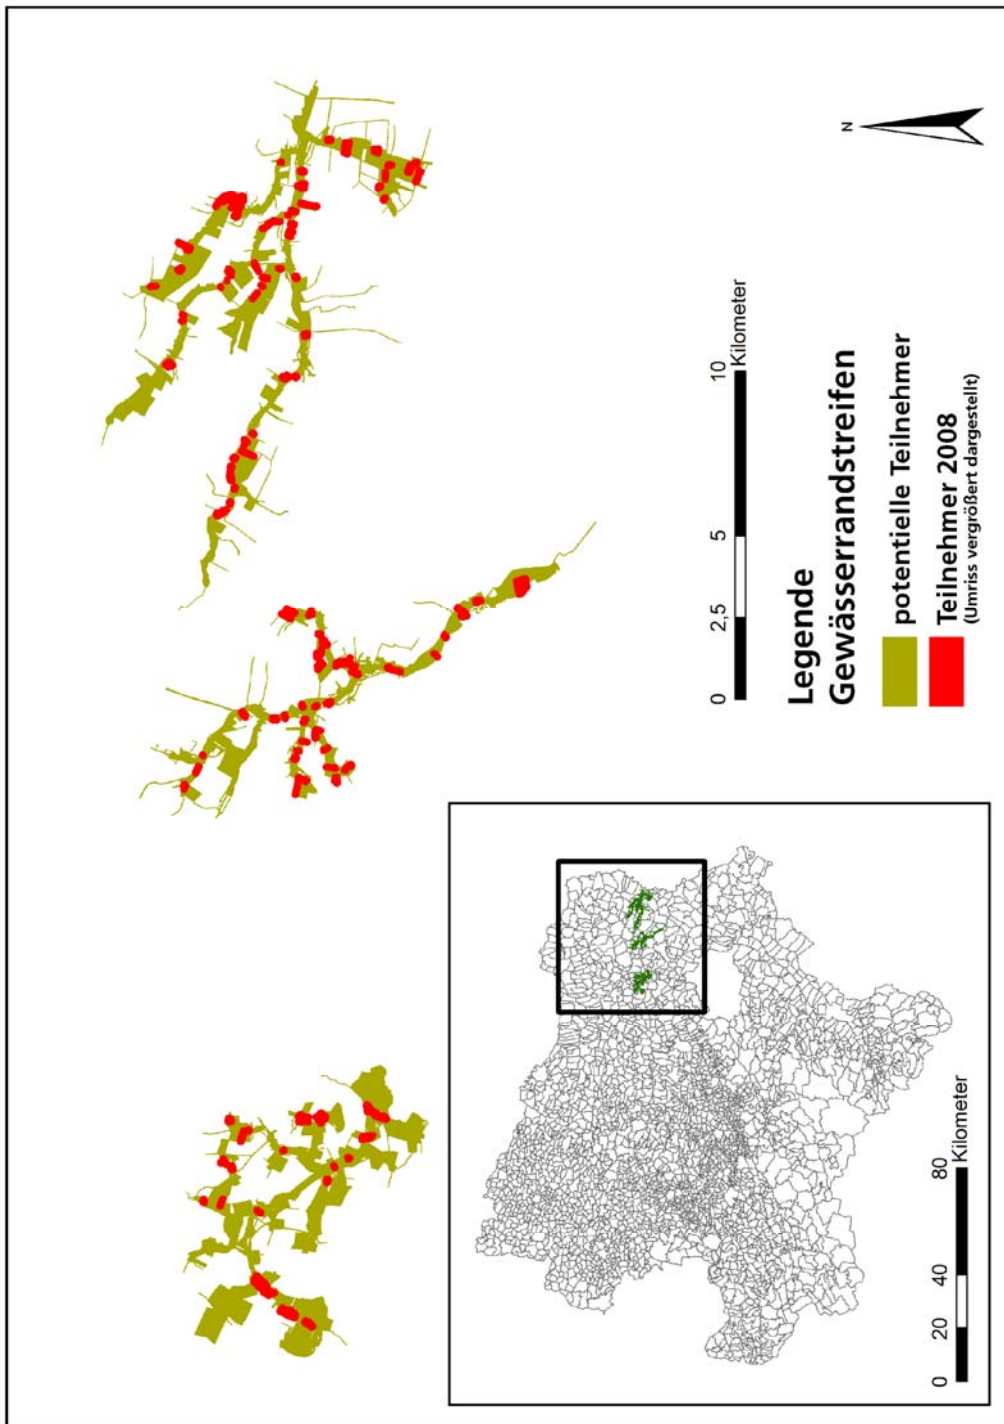 N
0 2,5 5 10
Kilometer
Legende
Gewässerrandstreifen
potentielle Teilnehmer
Teilnehmer 2008
(Umriss vergrößert dargestellt)
0 20 40 80
Kilometer